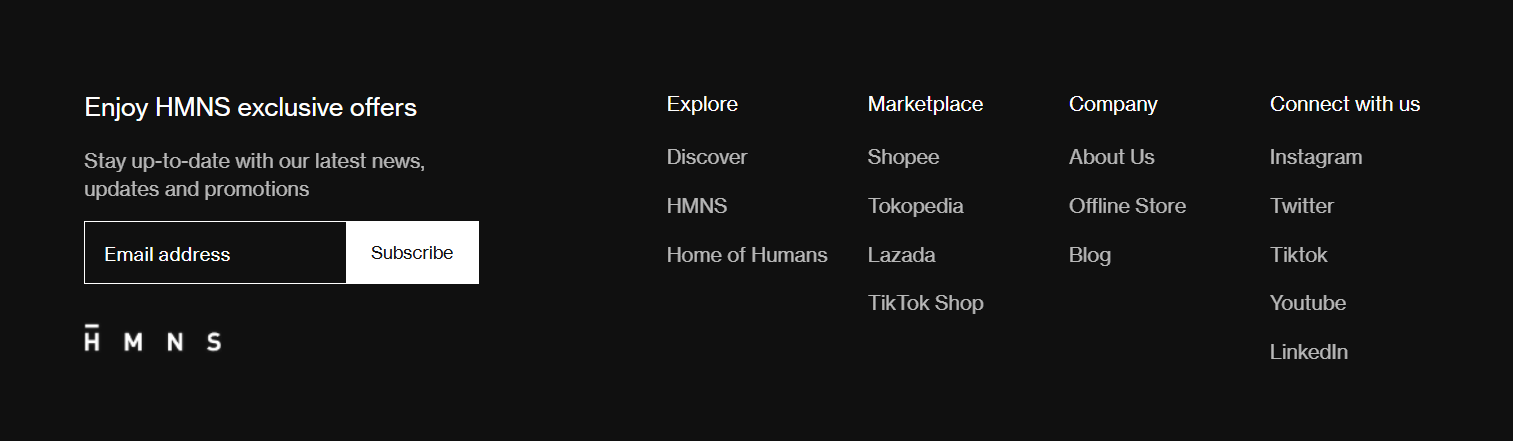 Enjoy HMNS exclusive offers
Stay up-to-date with our latest news,
updates and promotions
Email address
Subscribe
H M N S
Explore
Discover
HMNS
Home of Humans
Marketplace
Shopee
Tokopedia
Lazada
TikTok Shop
Company
About Us
Offline Store
Blog
Connect with us
Instagram
Twitter
Tiktok
Youtube
LinkedIn